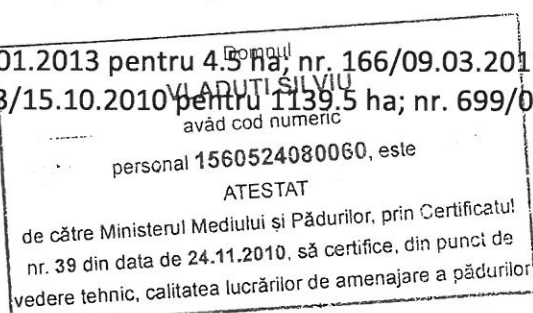 Domnul
01.2013 pentru 4.5 ha; nr. 166/09.03.201
VLADUTI SILVIU
3/15.10.2010 pentru 1139.5 ha; nr. 699/0
avâd cod numeric
personal 1560524080060, este
ATESTAT
de către Ministerul Mediului și Pădurilor, prin Certificatul
nr. 39 din data de 24.11.2010, să certifice, din punct de
vedere tehnic, calitatea lucrărilor de amenajare a pădurilor